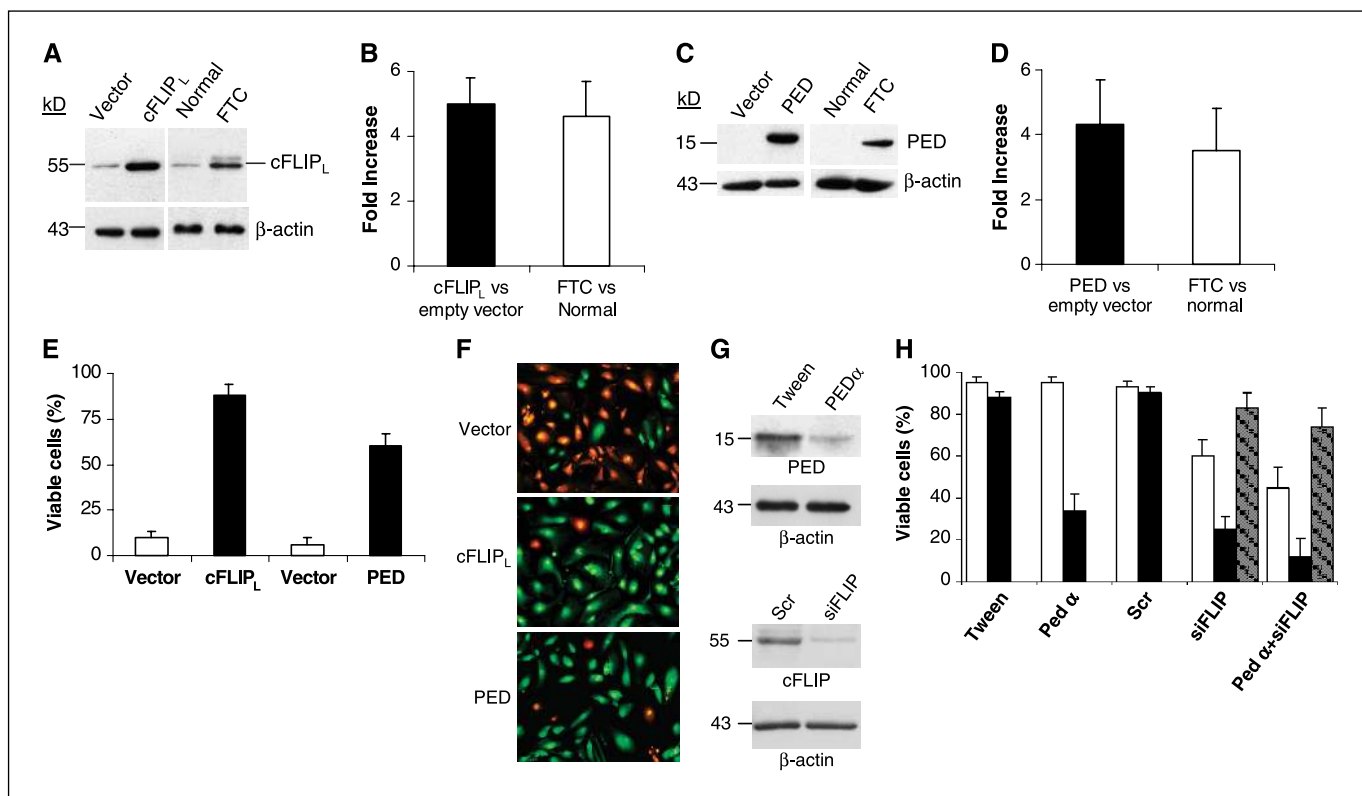 A
kD
Vector
cFLIPL
Normal
FTC
55
cFLIPL
43
β-actin
B
Fold Increase
6
4
2
0
cFLIPL vs
empty vector
FTC vs
Normal
C
kD
Vector
PED
Normal
FTC
15
PED
43
β-actin
D
Fold Increase
6
4
2
0
PED vs
empty vector
FTC vs
normal
E
Viable cells (%)
100
75
50
25
0
Vector
cFLIPL
Vector
PED
F
Vector
cFLIPL
PED
G
Tween
PEDα
15
PED
43
β-actin
Scr
siFLIP
55
cFLIP
43
β-actin
H
Viable cells (%)
100
80
60
40
20
0
Tween
Ped α
Scr
siFLIP
Ped α+siFLIP